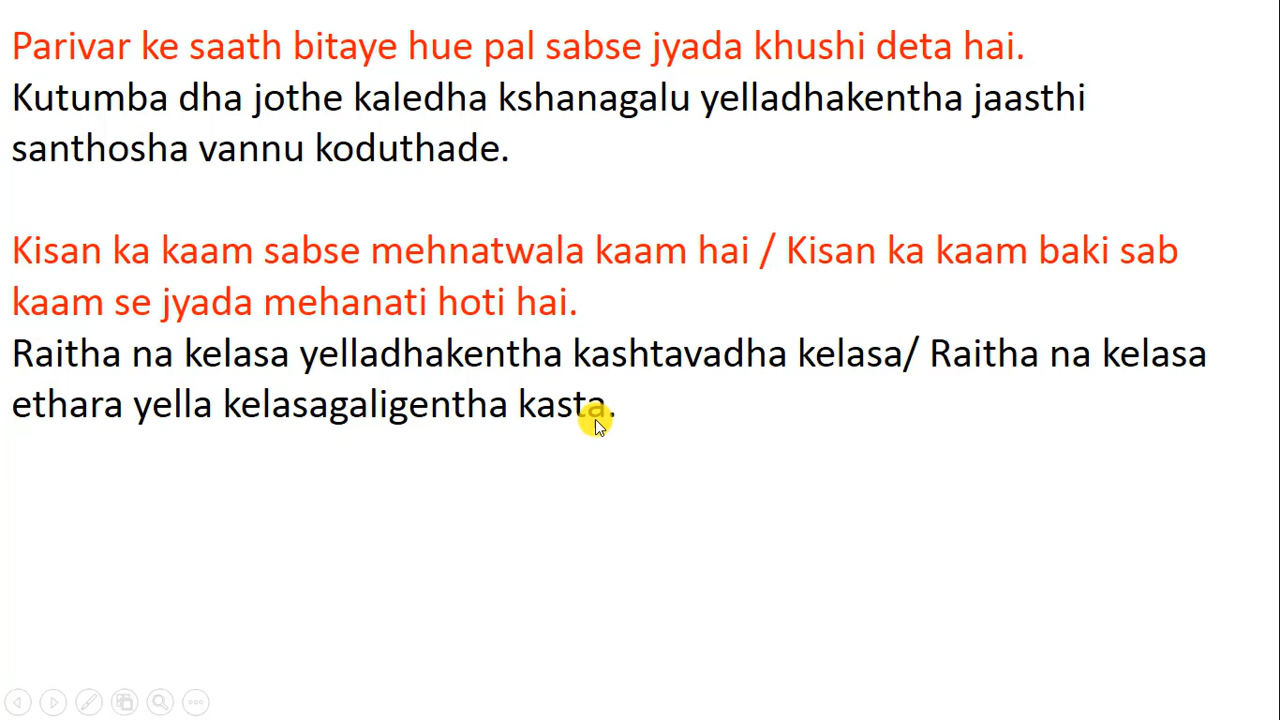 Parivar ke saath bitaye hue pal sabse jyada khushi deta hai.
Kutumba dha jothe kaledha kshanagalu yelladhakentha jaasthi
santhosha vannu koduthade.
Kisan ka kaam sabse mehnatwala kaam hai / Kisan ka kaam baki sab
kaam se jyada mehanati hoti hai.
Raitha na kelasa yelladhakentha kashtavadha kelasa/ Raitha na kelasa
ethara yella kelasagaligentha kasta.